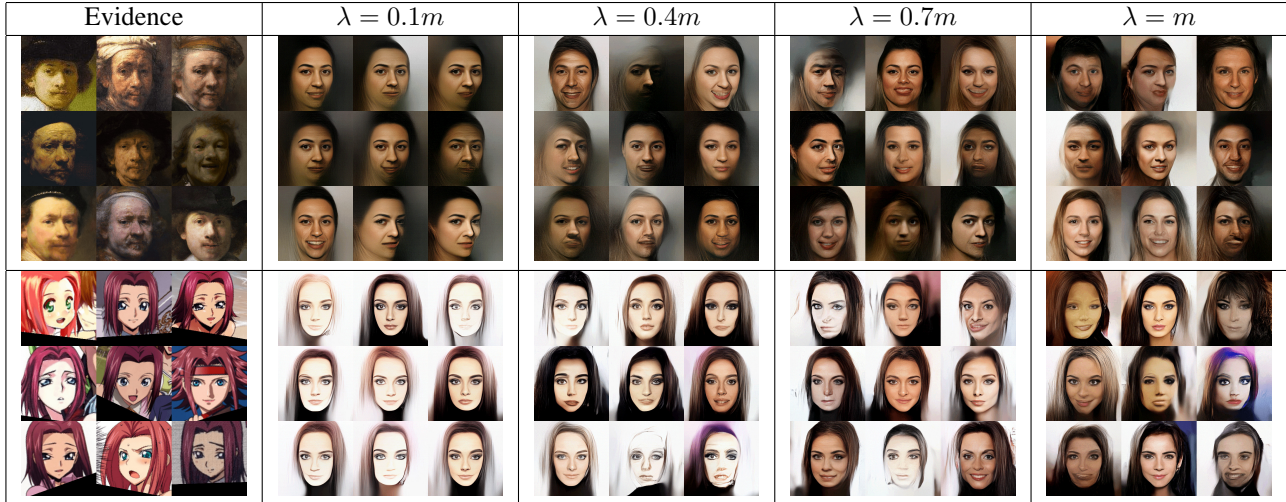 Evidence
λ = 0.1m
λ = 0.4m
λ = 0.7m
λ = m